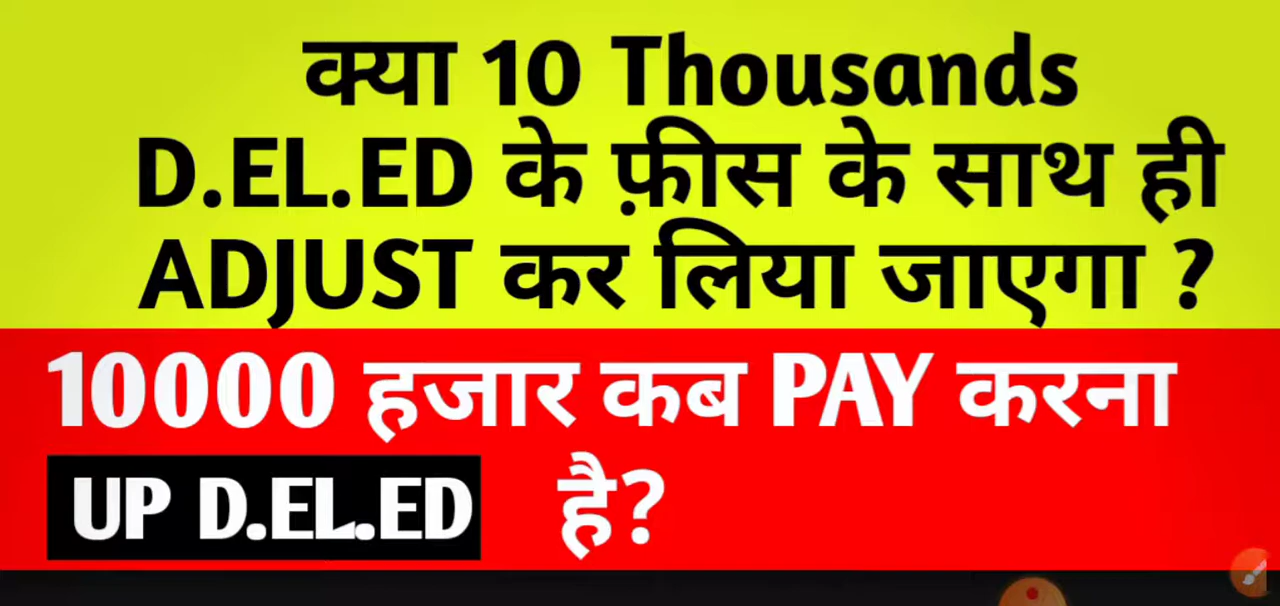 क्या 10 Thousands
D.EL.ED के फ़ीस के साथ ही
ADJUST कर लिया जाएगा ?
10000 हजार कब PAY करना
UP D.EL.ED है?